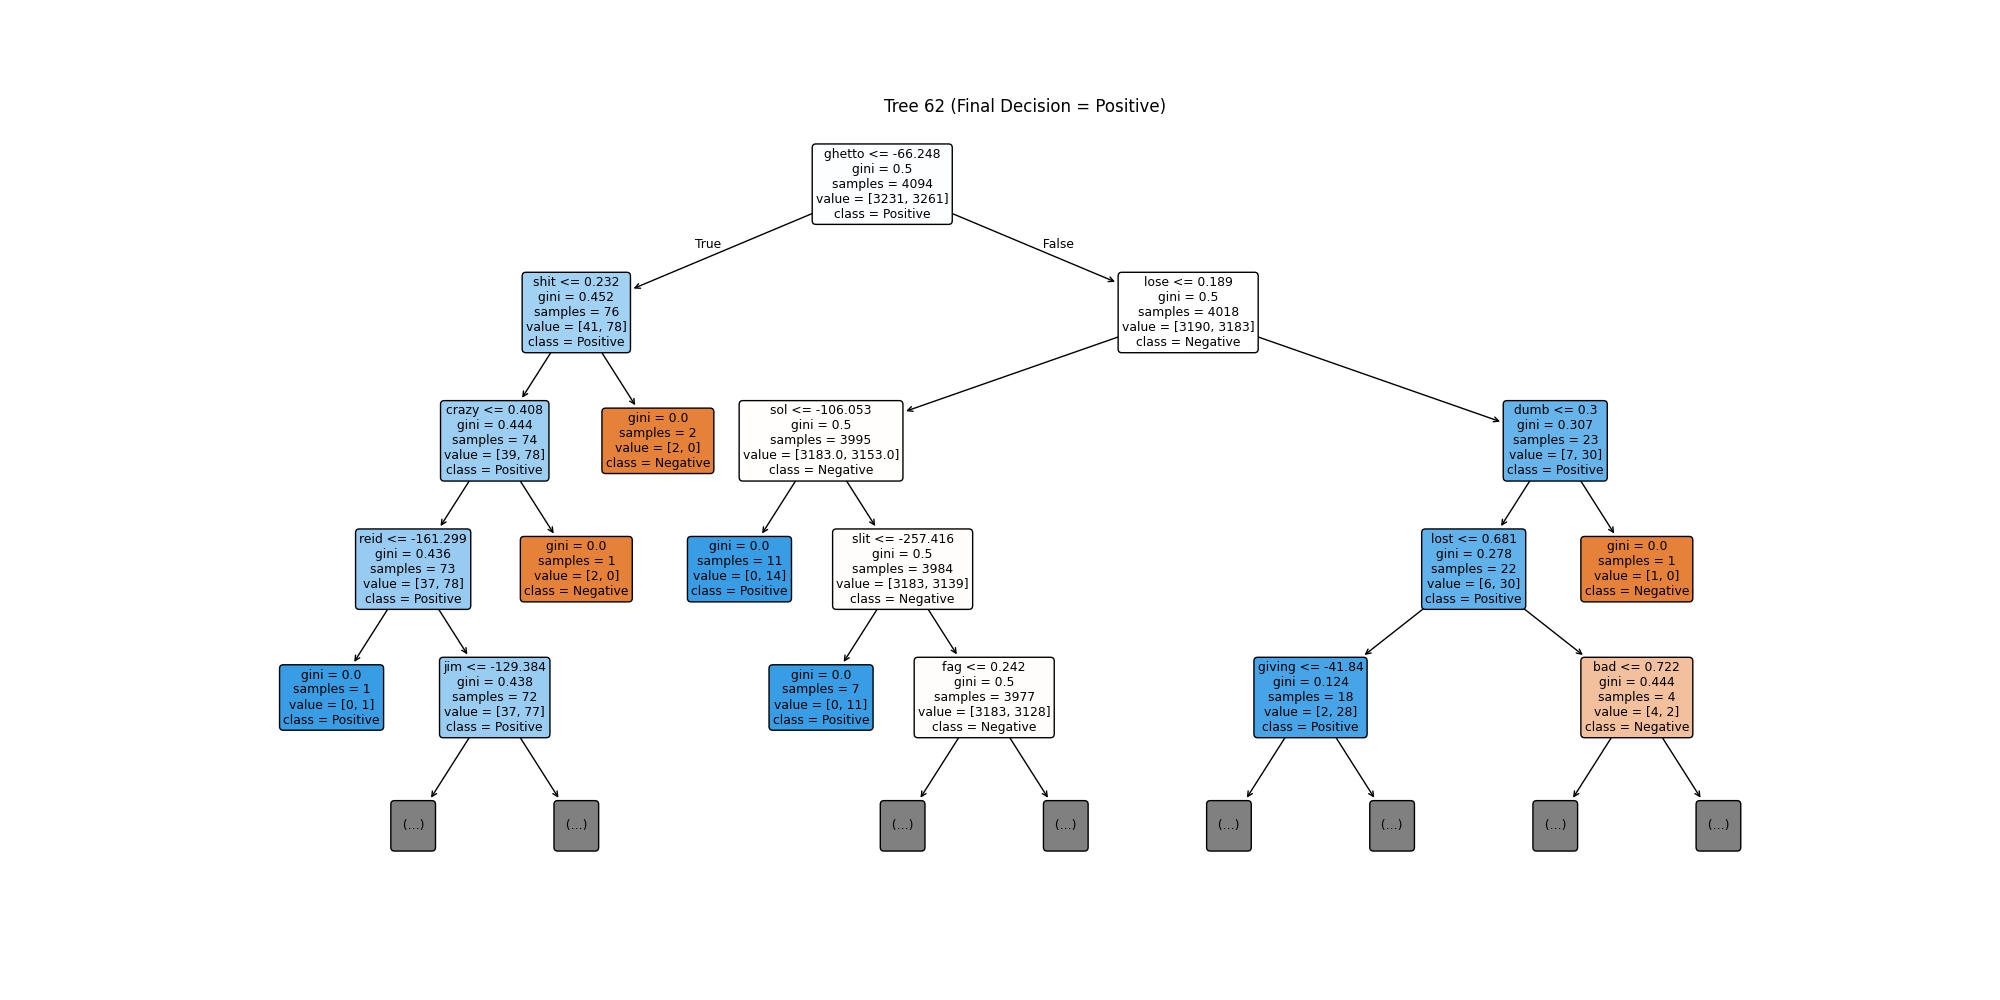 Tree 62 (Final Decision = Positive)
ghetto <= -66.248
gini = 0.5
samples = 4094
value = [3231, 3261]
class = Positive
True
False
shit <= 0.232
gini = 0.452
samples = 76
value = [41, 78]
class = Positive
lose <= 0.189
gini = 0.5
samples = 4018
value = [3190, 3183]
class = Negative
crazy <= 0.408
gini = 0.444
samples = 74
value = [39, 78]
class = Positive
gini = 0.0
samples = 2
value = [2, 0]
class = Negative
sol <= -106.053
gini = 0.5
samples = 3995
value = [3183.0, 3153.0]
class = Negative
dumb <= 0.3
gini = 0.307
samples = 23
value = [7, 30]
class = Positive
reid <= -161.299
gini = 0.436
samples = 73
value = [37, 78]
class = Positive
gini = 0.0
samples = 1
value = [2, 0]
class = Negative
gini = 0.0
samples = 11
value = [0, 14]
class = Positive
slit <= -257.416
gini = 0.5
samples = 3984
value = [3183, 3139]
class = Negative
lost <= 0.681
gini = 0.278
samples = 22
value = [6, 30]
class = Positive
gini = 0.0
samples = 1
value = [1, 0]
class = Negative
gini = 0.0
samples = 1
value = [0, 1]
class = Positive
jim <= -129.384
gini = 0.438
samples = 72
value = [37, 77]
class = Positive
gini = 0.0
samples = 7
value = [0, 11]
class = Positive
fag <= 0.242
gini = 0.5
samples = 3977
value = [3183, 3128]
class = Negative
giving <= -41.84
gini = 0.124
samples = 18
value = [2, 28]
class = Positive
bad <= 0.722
gini = 0.444
samples = 4
value = [4, 2]
class = Negative
(...)
(...)
(...)
(...)
(...)
(...)
(...)
(...)